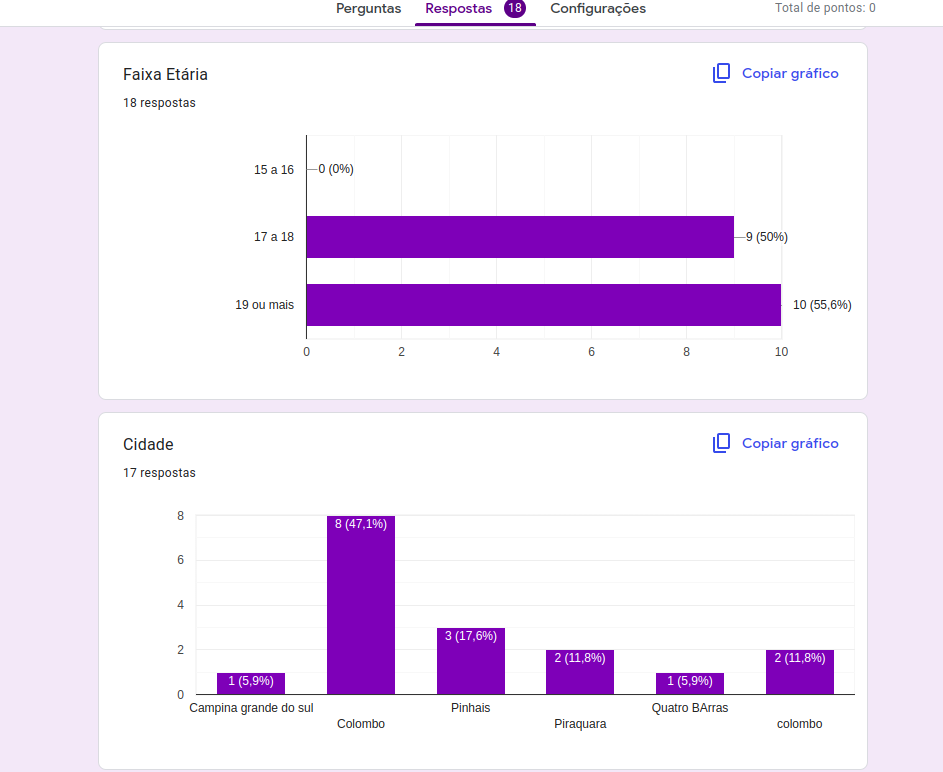 Perguntas Respostas 18 Configurações Total de pontos: 0
Faixa Etária Copiar gráfico
18 respostas
15 a 16 0 (0%)
17 a 18 9 (50%)
19 ou mais 10 (55,6%)
0 2 4 6 8 10
Cidade Copiar gráfico
17 respostas
8
8 (47,1%)
6
4
3 (17,6%)
2
2 (11,8%) 2 (11,8%)
1 (5,9%) 1 (5,9%)
0
Campina grande do sul Pinhais Quatro BArras
Colombo Piraquara colombo